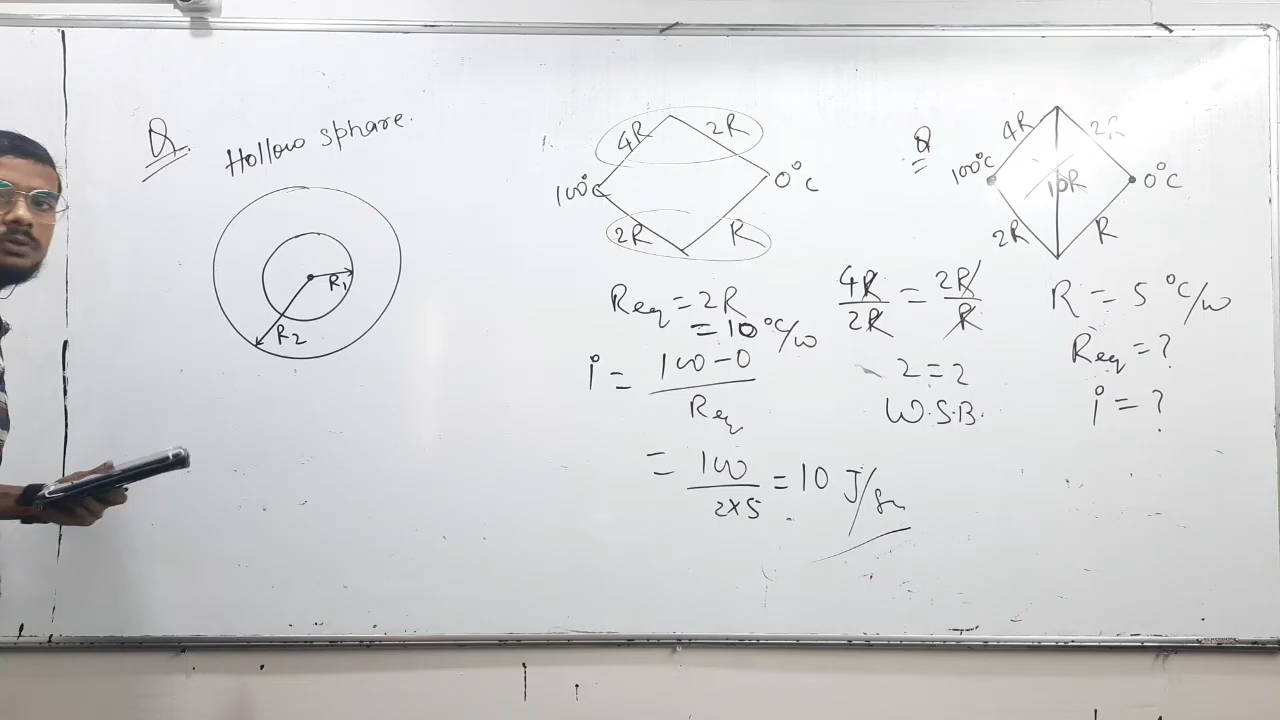 Q.
Hollow sphare.
R1
R2
4R
2R
100°C
0°C
2R
R
Req = 2R
= 10 °C/w
i = 100 - 0 / Req
= 100 / 2×5 = 10 J/
4R / 2R = 2R / R
2 = 2
W.S.B.
Q
4R
2R
100°C
10R
0°C
2R
R
R = 5 °C/w
Req = ?
i = ?